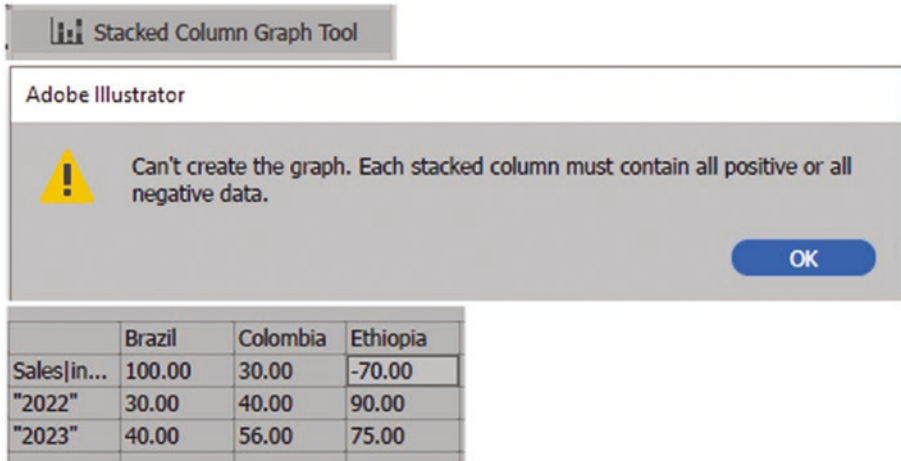 Stacked Column Graph Tool
Adobe Illustrator
Can't create the graph. Each stacked column must contain all positive or all
negative data.
OK
Brazil Colombia Ethiopia
Sales|in... 100.00 30.00 -70.00
"2022" 30.00 40.00 90.00
"2023" 40.00 56.00 75.00